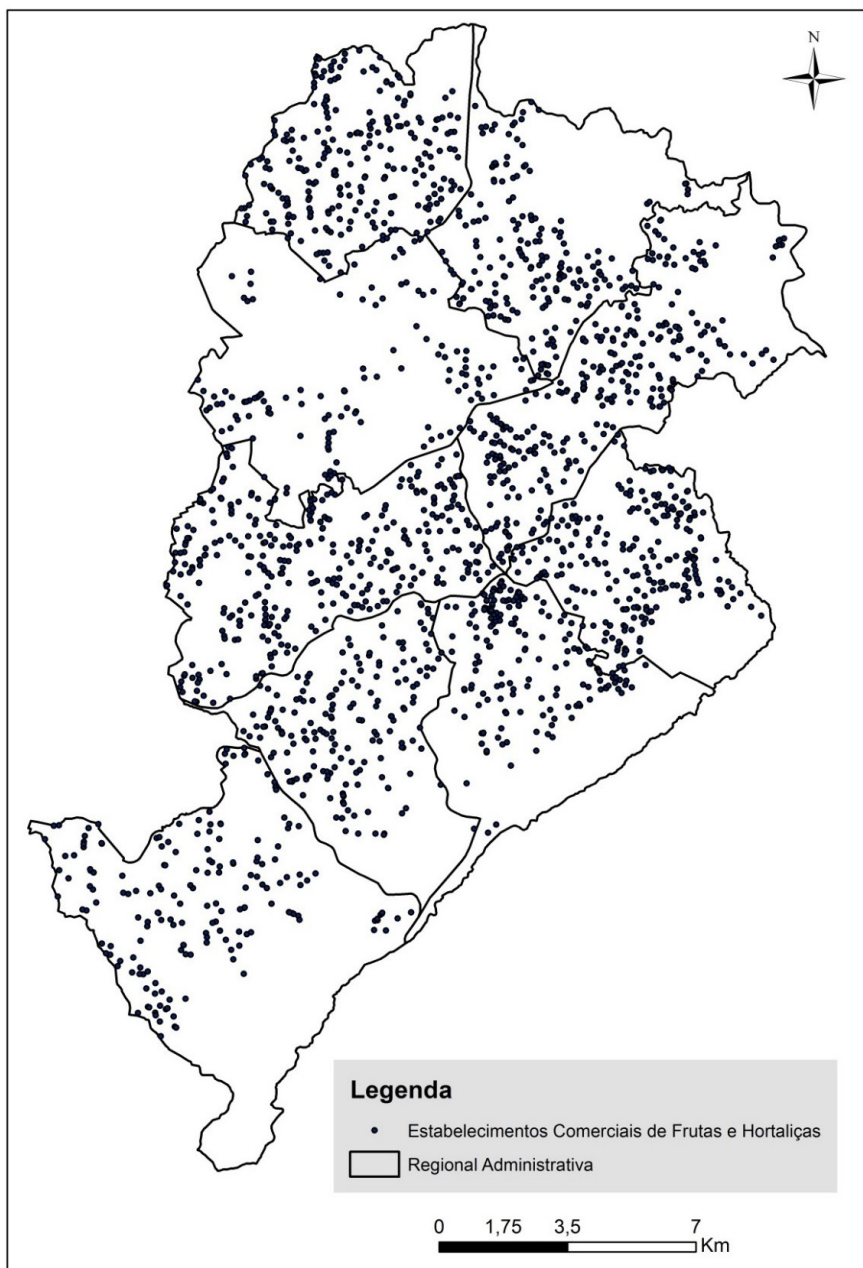 N
Legenda
Estabelecimentos Comerciais de Frutas e Hortaliças
Regional Administrativa
0 1,75 3,5 7
Km